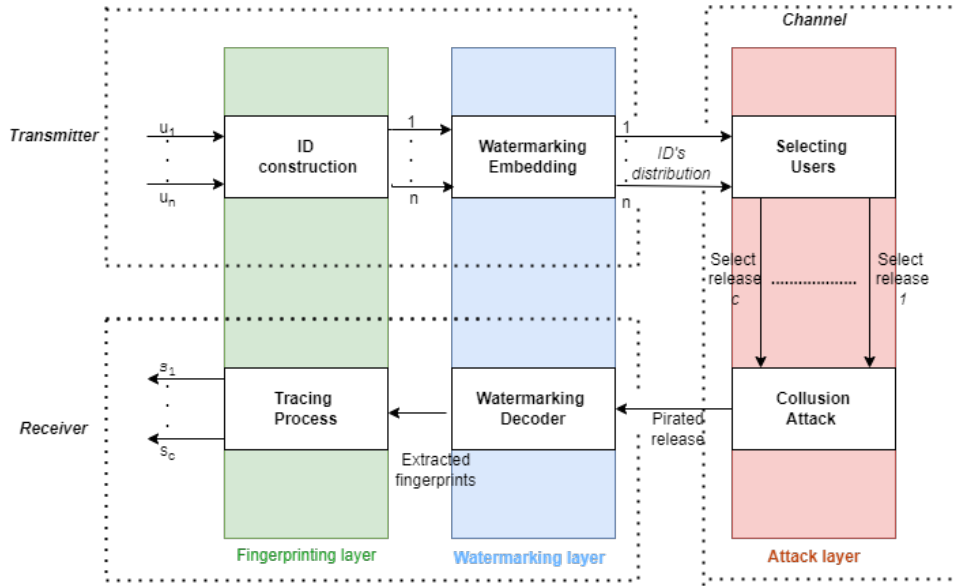 Channel
Transmitter
u1
un
ID
construction
1
n
Watermarking
Embedding
1
ID's
distribution
n
Selecting
Users
Select
release
c
Select
release
1
Receiver
s1
sc
Tracing
Process
Extracted
fingerprints
Watermarking
Decoder
Pirated
release
Collusion
Attack
Fingerprinting layer
Watermarking layer
Attack layer